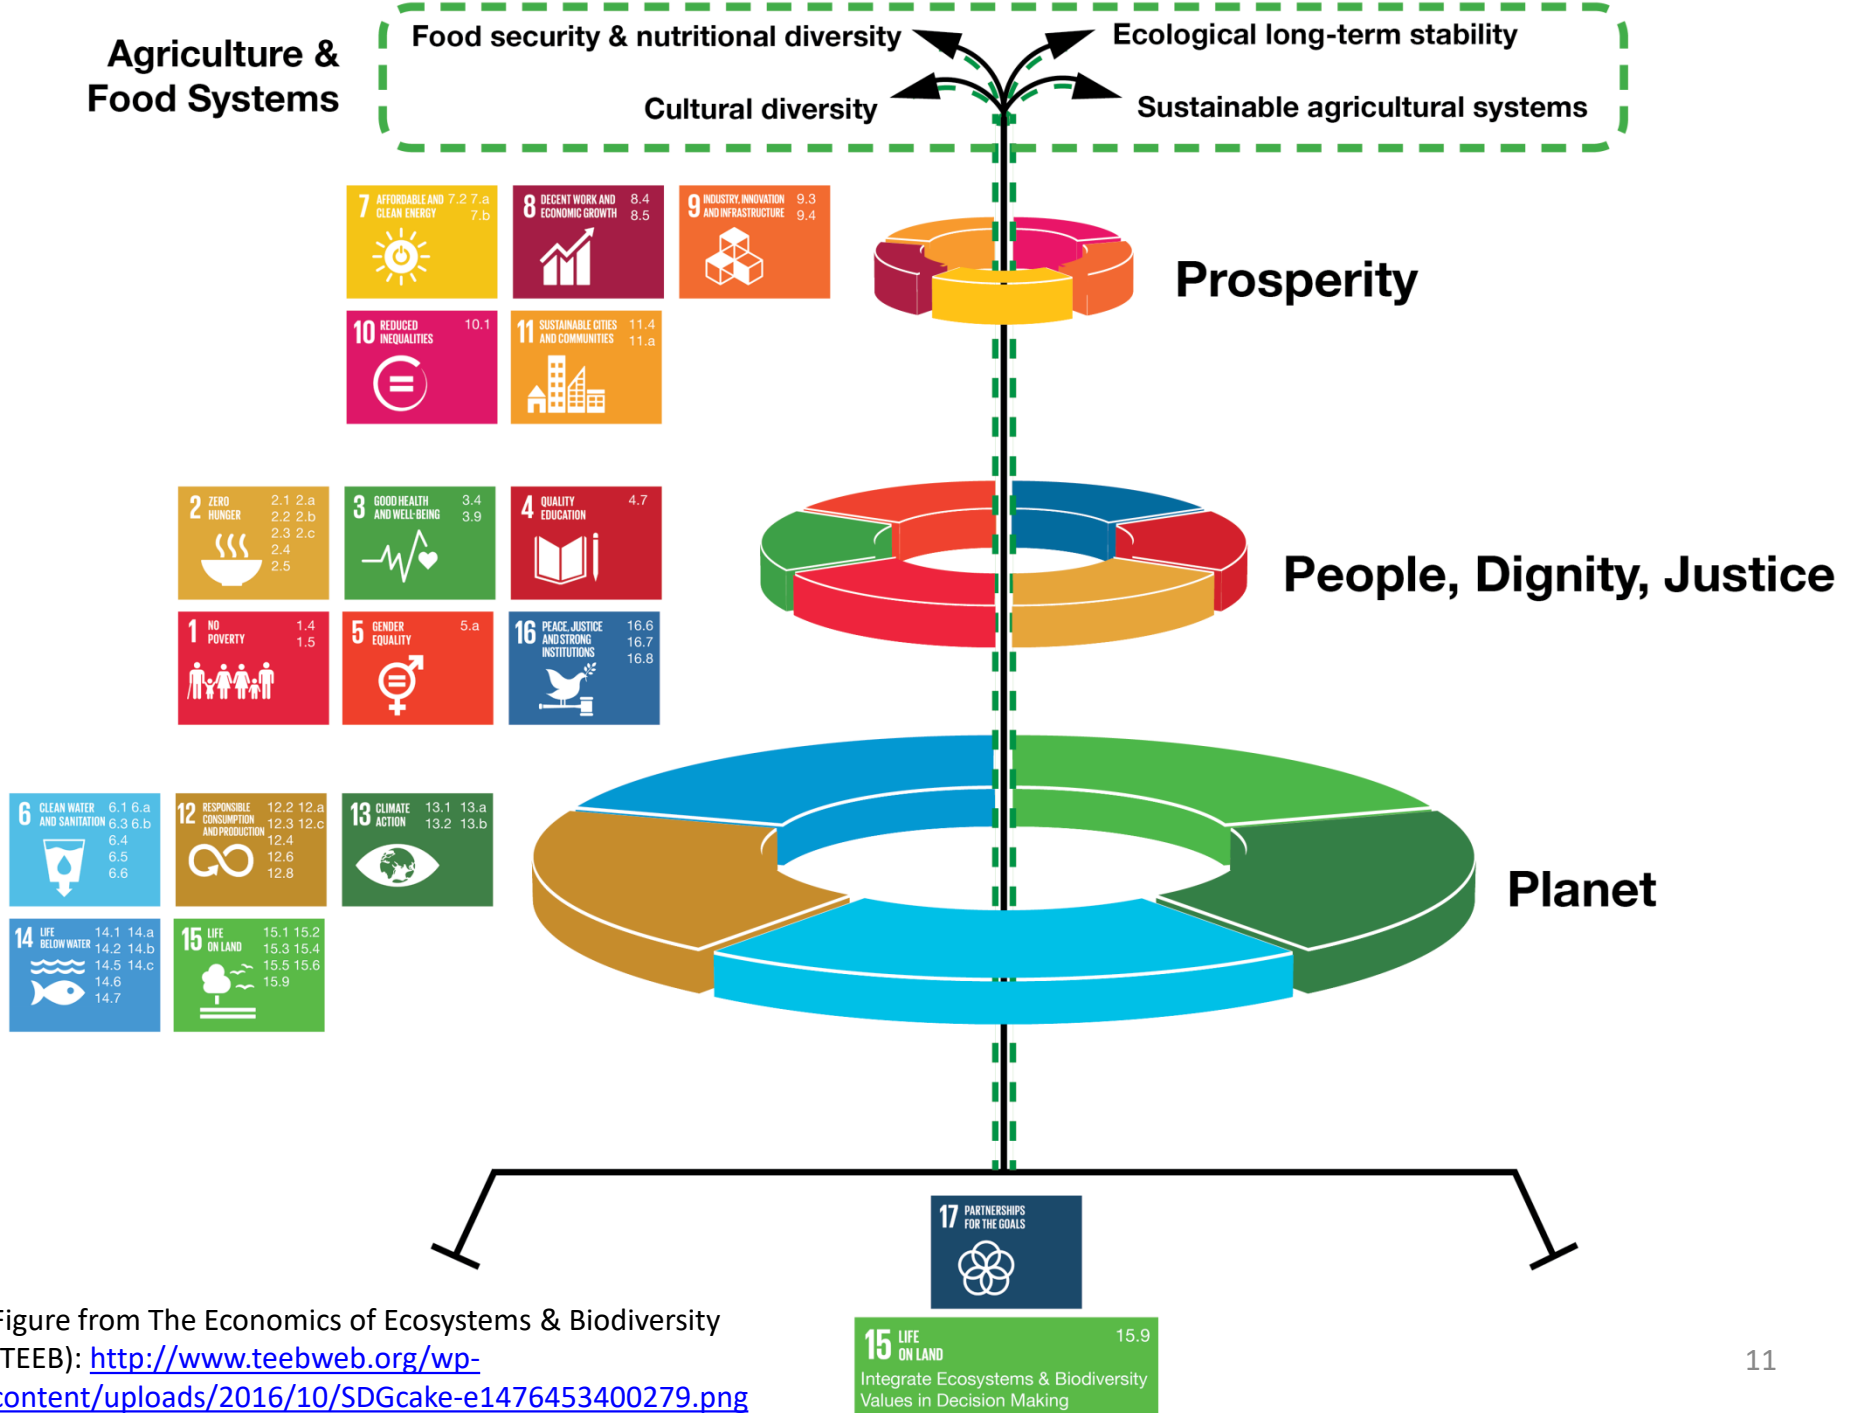 Agriculture &
Food Systems
Food security & nutritional diversity
Ecological long-term stability
Cultural diversity
Sustainable agricultural systems
7 AFFORDABLE AND CLEAN ENERGY 7.2 7.a 7.b
8 DECENT WORK AND ECONOMIC GROWTH 8.4 8.5
9 INDUSTRY, INNOVATION AND INFRASTRUCTURE 9.3 9.4
10 REDUCED INEQUALITIES 10.1
11 SUSTAINABLE CITIES AND COMMUNITIES 11.4 11.a
Prosperity
2 ZERO HUNGER 2.1 2.a 2.2 2.b 2.3 2.c 2.4 2.5
3 GOOD HEALTH AND WELL-BEING 3.4 3.9
4 QUALITY EDUCATION 4.7
1 NO POVERTY 1.4 1.5
5 GENDER EQUALITY 5.a
16 PEACE, JUSTICE AND STRONG INSTITUTIONS 16.6 16.7 16.8
People, Dignity, Justice
6 CLEAN WATER AND SANITATION 6.1 6.a 6.3 6.b 6.4 6.5 6.6
12 RESPONSIBLE CONSUMPTION AND PRODUCTION 12.2 12.a 12.3 12.c 12.4 12.6 12.8
13 CLIMATE ACTION 13.1 13.a 13.2 13.b
14 LIFE BELOW WATER 14.1 14.a 14.2 14.b 14.5 14.c 14.6 14.7
15 LIFE ON LAND 15.1 15.2 15.3 15.4 15.5 15.6 15.9
Planet
17 PARTNERSHIPS FOR THE GOALS
15 LIFE ON LAND 15.9
Integrate Ecosystems & Biodiversity
Values in Decision Making
Figure from The Economics of Ecosystems & Biodiversity
TEEB): http://www.teebweb.org/wp-
content/uploads/2016/10/SDGcake-e1476453400279.png
11